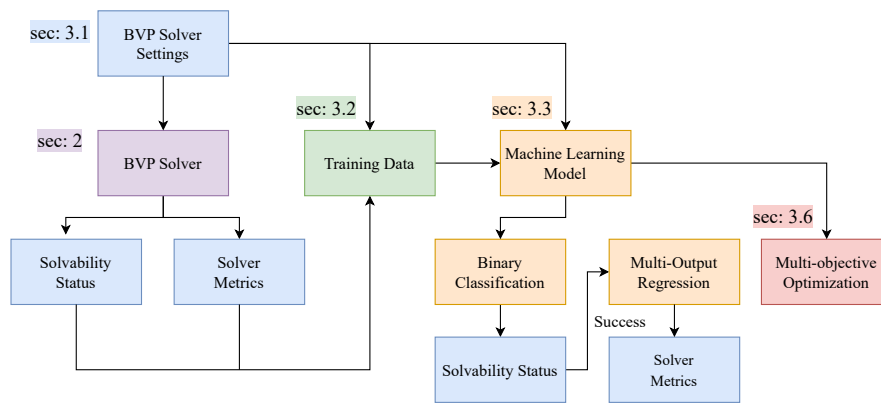 sec: 3.1
BVP Solver
Settings
sec: 3.2
sec: 3.3
sec: 2
BVP Solver
Training Data
Machine Learning
Model
sec: 3.6
Solvability
Status
Solver
Metrics
Binary
Classification
Multi-Output
Regression
Multi-objective
Optimization
Success
Solvability Status
Solver
Metrics